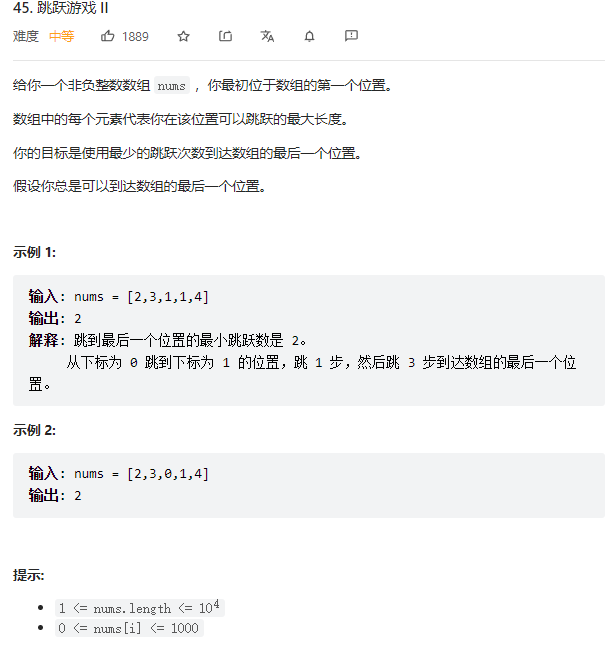 45. 跳跃游戏 II
难度 中等 1889
给你一个非负整数数组 nums ，你最初位于数组的第一个位置。
数组中的每个元素代表你在该位置可以跳跃的最大长度。
你的目标是使用最少的跳跃次数到达数组的最后一个位置。
假设你总是可以到达数组的最后一个位置。
示例 1:
输入: nums = [2,3,1,1,4]
输出: 2
解释: 跳到最后一个位置的最小跳跃数是 2。
从下标为 0 跳到下标为 1 的位置，跳 1 步，然后跳 3 步到达数组的最后一个位
置。
示例 2:
输入: nums = [2,3,0,1,4]
输出: 2
提示:
1 <= nums.length <= 10⁴
0 <= nums[i] <= 1000